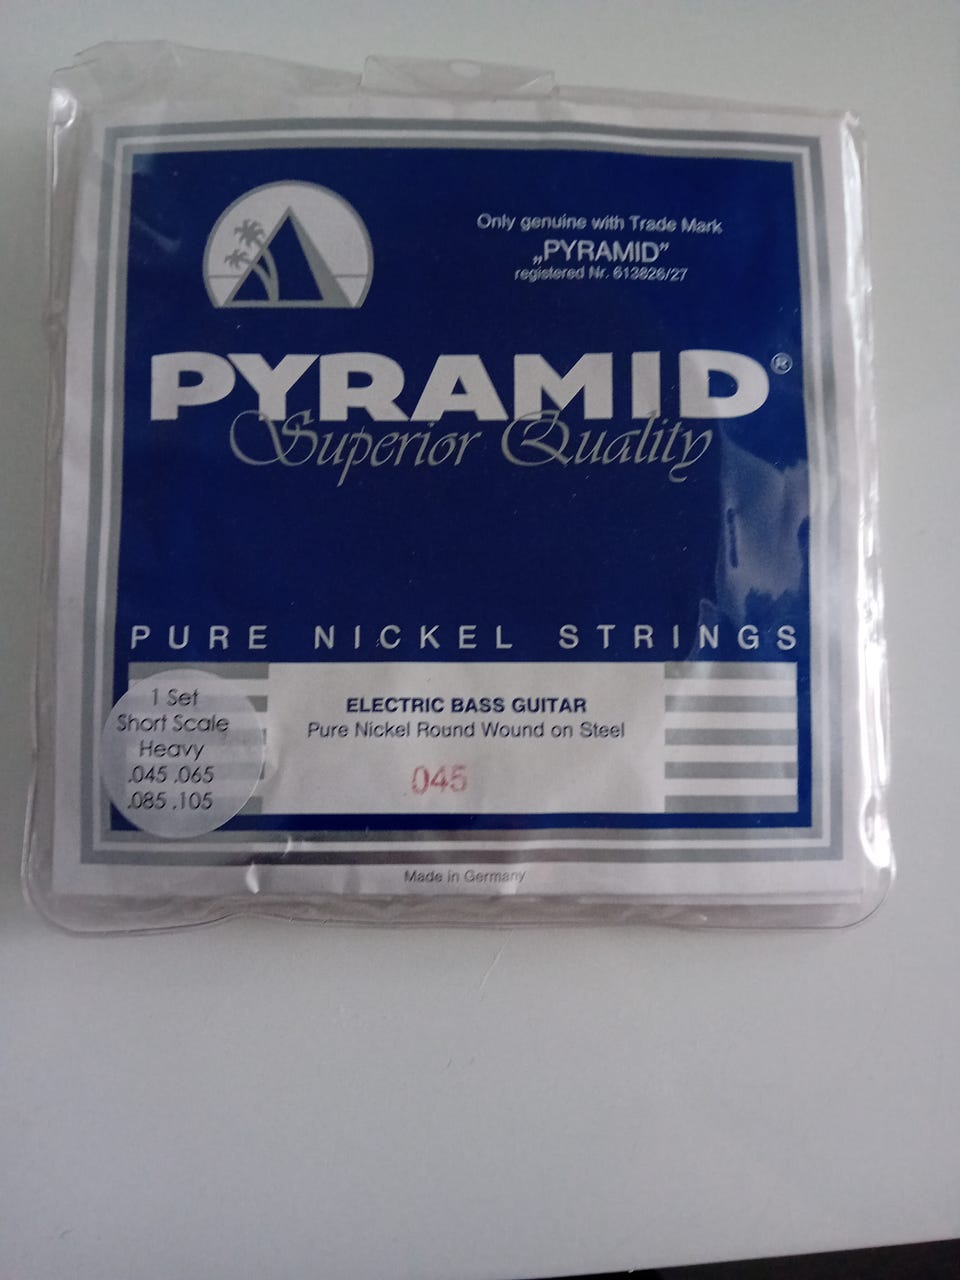 Only genuine with Trade Mark
„PYRAMID”
registered Nr. 613826/27
PYRAMID®
Superior Quality
PURE NICKEL STRINGS
1 Set
Short Scale
Heavy
.045 .065
.085 .105
ELECTRIC BASS GUITAR
Pure Nickel Round Wound on Steel
.045
Made in Germany